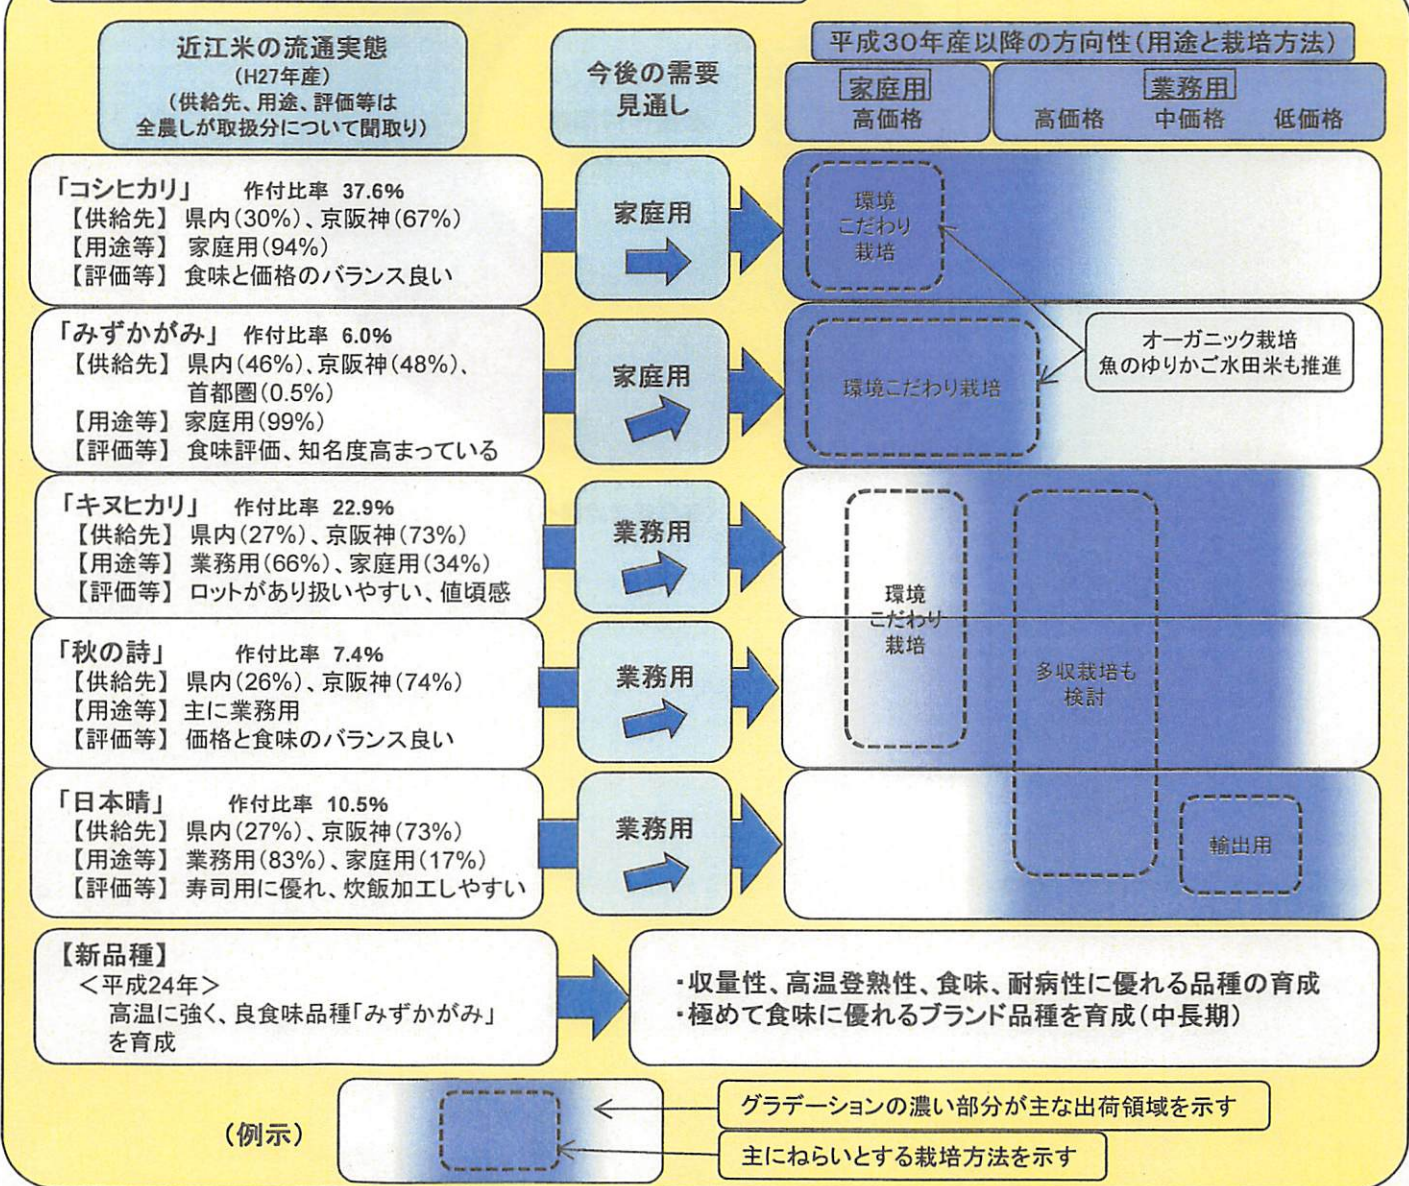 近江米の流通実態
(H27年産)
(供給先、用途、評価等は
全農しが取扱分について聞取り)
今後の需要
見通し
平成30年産以降の方向性(用途と栽培方法)
家庭用
高価格
業務用
高価格 中価格 低価格
「コシヒカリ」 作付比率 37.6%
【供給先】 県内(30%)、京阪神(67%)
【用途等】 家庭用(94%)
【評価等】 食味と価格のバランス良い
家庭用
環境
こだわり
栽培
「みずかがみ」 作付比率 6.0%
【供給先】 県内(46%)、京阪神(48%)、
首都圏(0.5%)
【用途等】 家庭用(99%)
【評価等】 食味評価、知名度高まっている
家庭用
環境こだわり栽培
オーガニック栽培
魚のゆりかご水田米も推進
「キヌヒカリ」 作付比率 22.9%
【供給先】 県内(27%)、京阪神(73%)
【用途等】 業務用(66%)、家庭用(34%)
【評価等】 ロットがあり扱いやすい、値頃感
業務用
環境
こだわり
栽培
「秋の詩」 作付比率 7.4%
【供給先】 県内(26%)、京阪神(74%)
【用途等】 主に業務用
【評価等】 価格と食味のバランス良い
業務用
多収栽培も
検討
「日本晴」 作付比率 10.5%
【供給先】 県内(27%)、京阪神(73%)
【用途等】 業務用(83%)、家庭用(17%)
【評価等】 寿司用に優れ、炊飯加工しやすい
業務用
輸出用
【新品種】
<平成24年>
高温に強く、良食味品種「みずかがみ」
を育成
・収量性、高温登熟性、食味、耐病性に優れる品種の育成
・極めて食味に優れるブランド品種を育成(中長期)
(例示)
グラデーションの濃い部分が主な出荷領域を示す
主にねらいとする栽培方法を示す